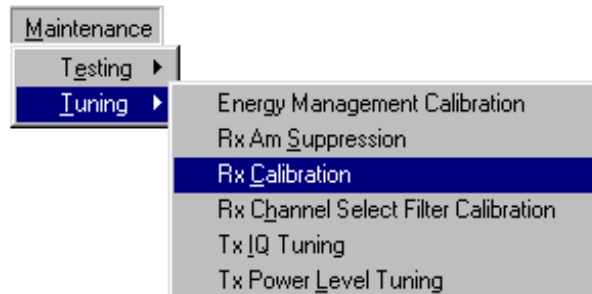 Maintenance
Testing
Tuning
Energy Management Calibration
Rx Am Suppression
Rx Calibration
Rx Channel Select Filter Calibration
Tx IQ Tuning
Tx Power Level Tuning